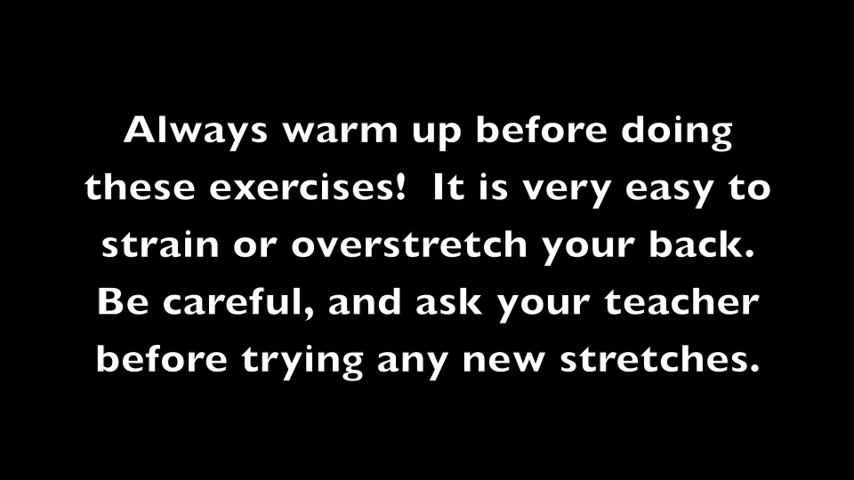 Always warm up before doing
these exercises!  It is very easy to
strain or overstretch your back.
Be careful, and ask your teacher
before trying any new stretches.